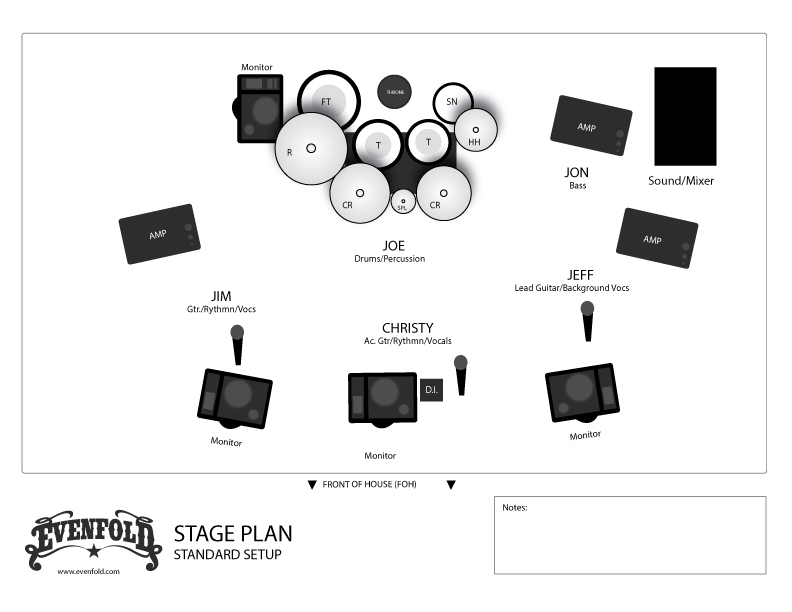 Monitor
THRONE
FT
SN
R
T
T
HH
CR
SPL
CR
AMP
JON
Bass
Sound/Mixer
AMP
AMP
JOE
Drums/Percussion
JEFF
Lead Guitar/Background Vocs
JIM
Gtr./Rythmn/Vocs
CHRISTY
Ac. Gtr/Rythmn/Vocals
D.I.
Monitor
Monitor
Monitor
FRONT OF HOUSE (FOH)
EVENFOLD
www.evenfold.com
STAGE PLAN
STANDARD SETUP
Notes: